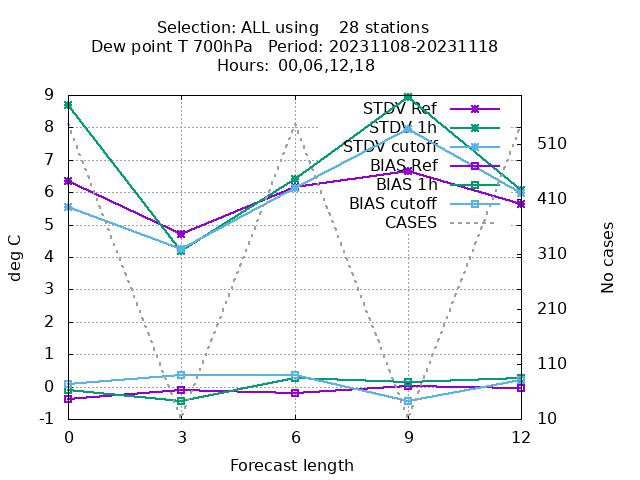 Selection: ALL using 28 stations
Dew point T 700hPa Period: 20231108-20231118
Hours: 00,06,12,18
STDV Ref
STDV 1h
STDV cutoff
BIAS Ref
BIAS 1h
BIAS cutoff
CASES
9
8
7
6
5
4
3
2
1
0
-1
deg C
510
410
310
210
110
10
No cases
0 3 6 9 12
Forecast length